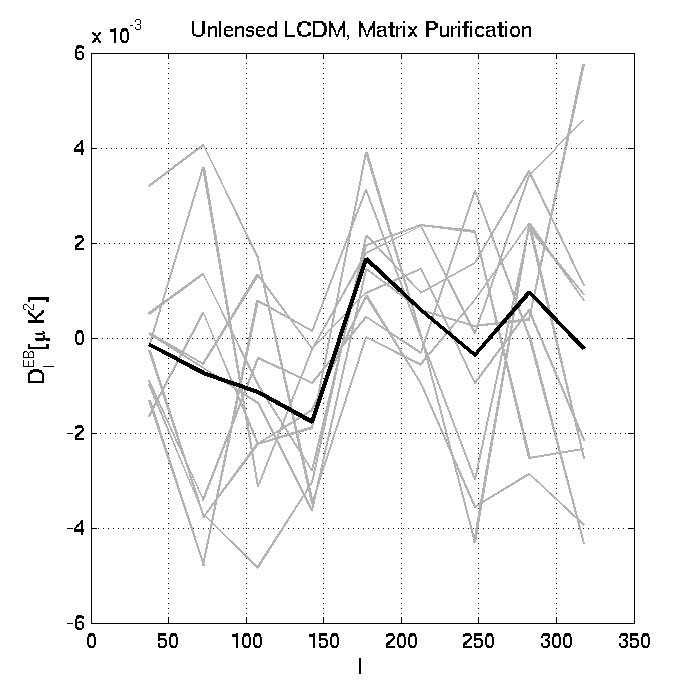 x 10^-3
Unlensed LCDM, Matrix Purification
6
4
2
0
-2
-4
-6
D_l^EB [μ K^2]
0 50 100 150 200 250 300 350
l